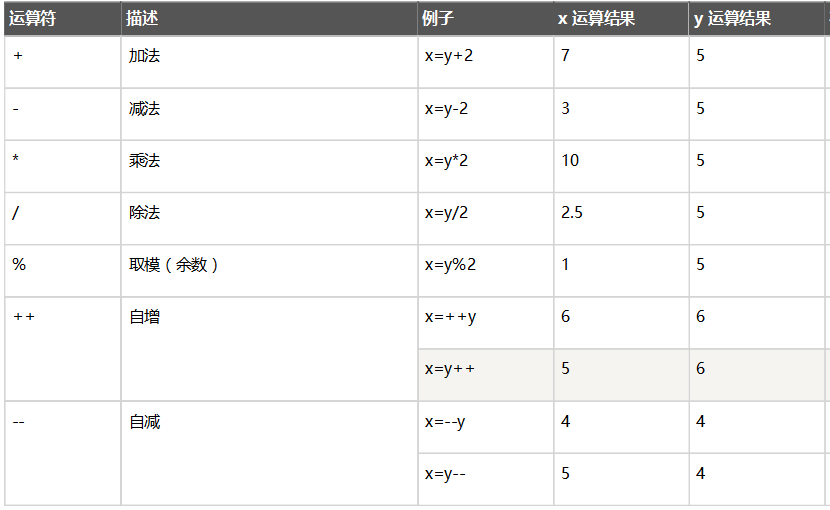 运算符 描述 例子 x 运算结果 y 运算结果
+ 加法 x=y+2 7 5
- 减法 x=y-2 3 5
* 乘法 x=y*2 10 5
/ 除法 x=y/2 2.5 5
% 取模（余数） x=y%2 1 5
++ 自增 x=++y 6 6
x=y++ 5 6
-- 自减 x=--y 4 4
x=y-- 5 4